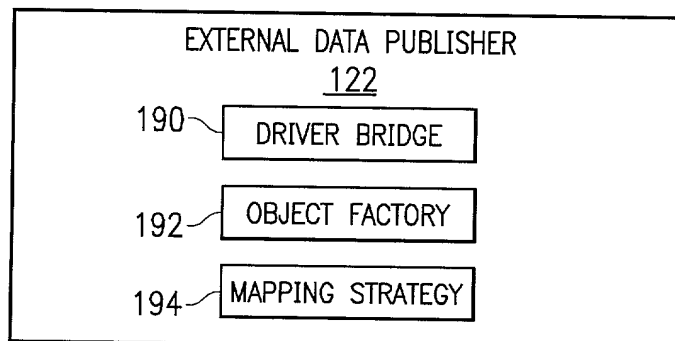 EXTERNAL DATA PUBLISHER
122
190 DRIVER BRIDGE
192 OBJECT FACTORY
194 MAPPING STRATEGY